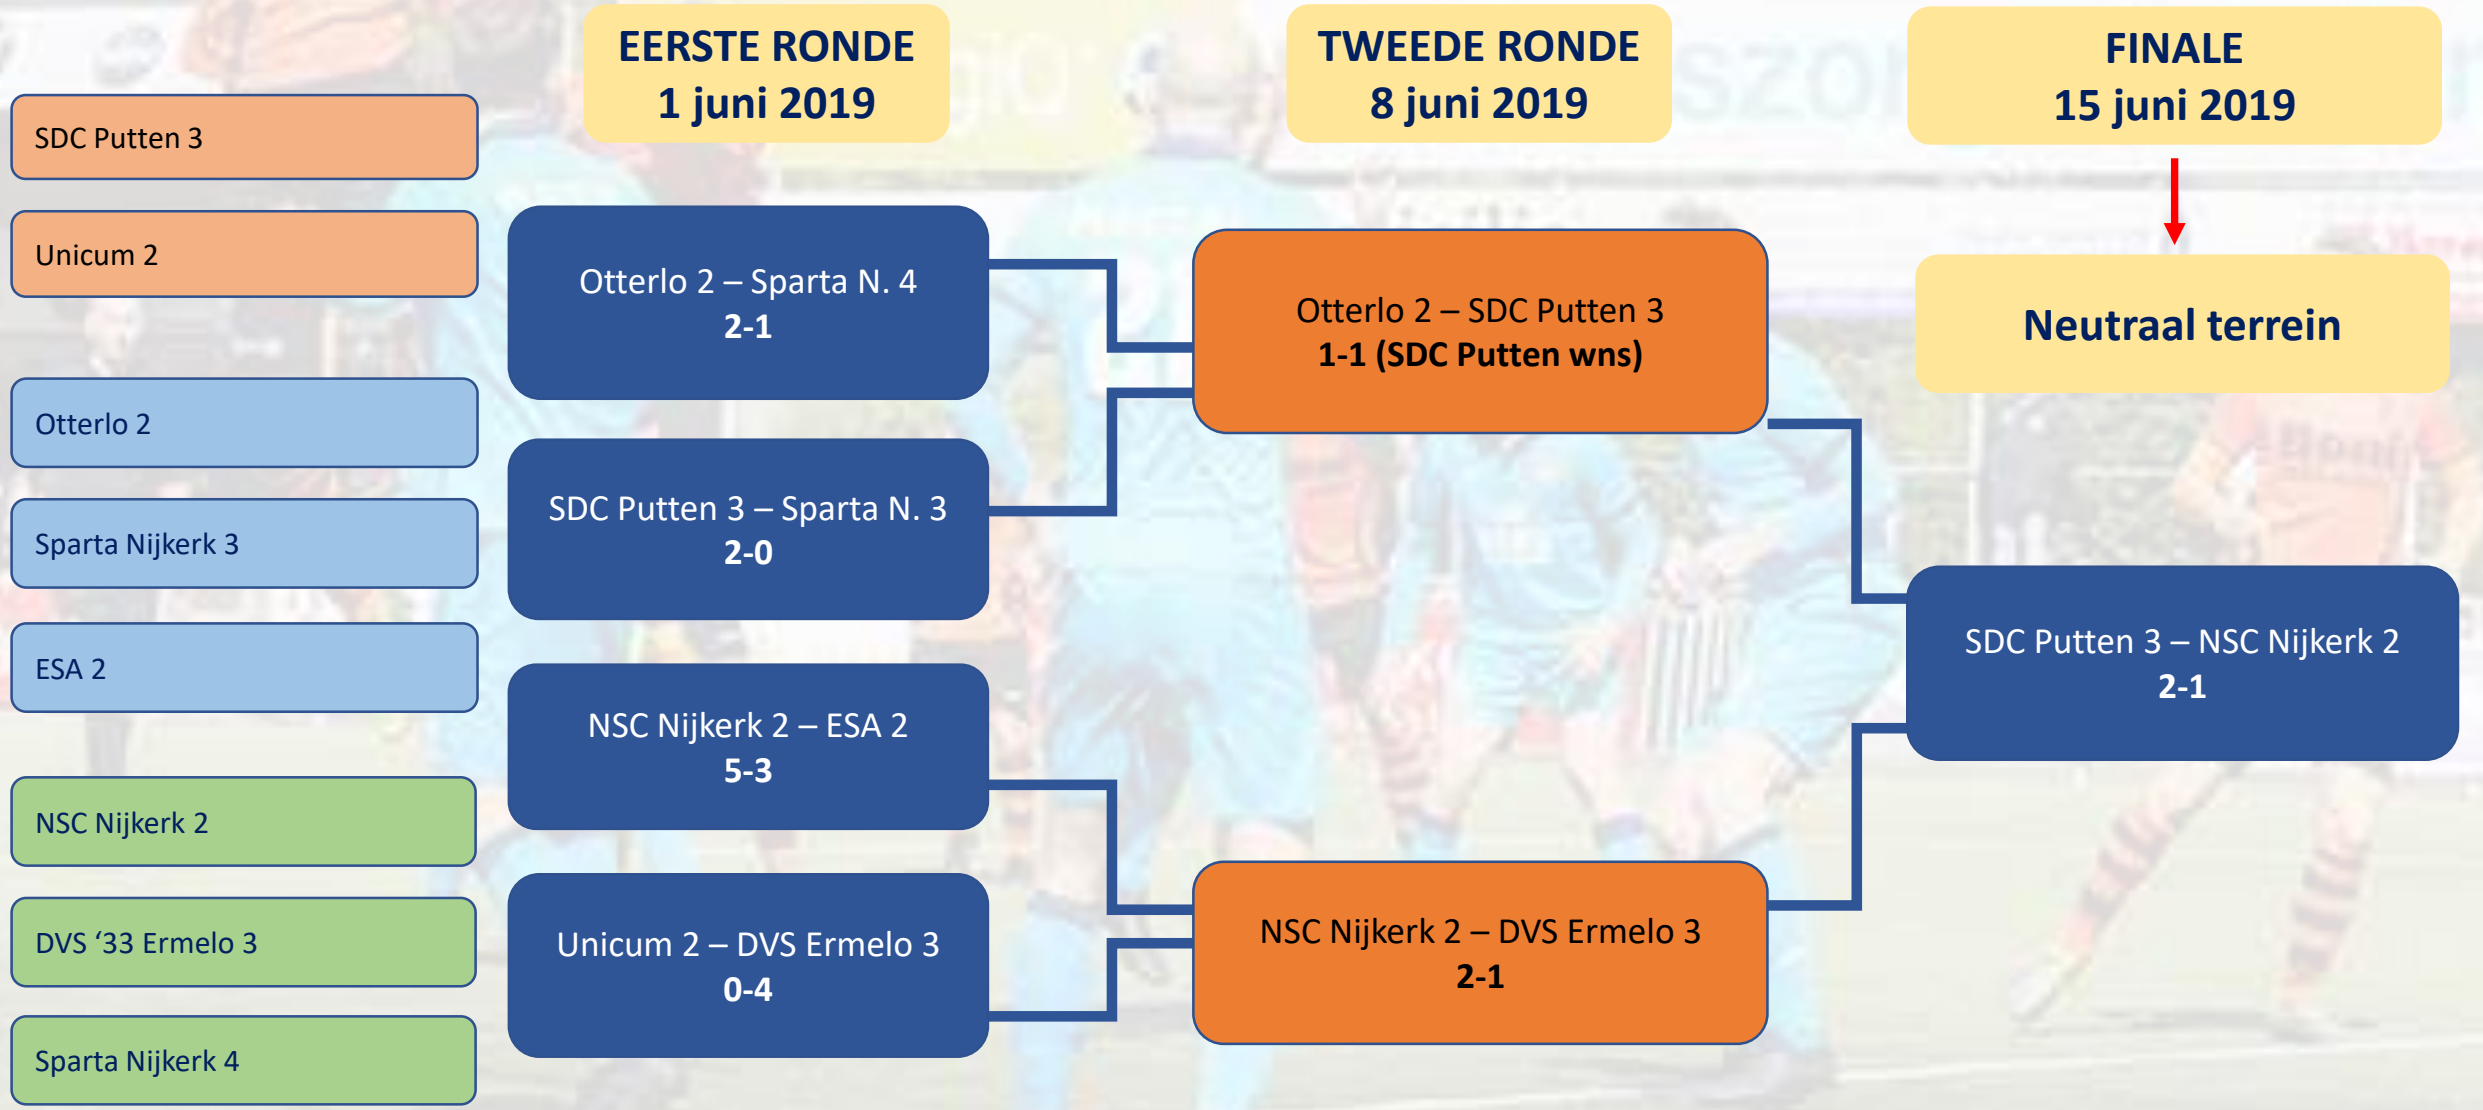 EERSTE RONDE
1 juni 2019
TWEEDE RONDE
8 juni 2019
FINALE
15 juni 2019
SDC Putten 3
Unicum 2
Otterlo 2
Sparta Nijkerk 3
ESA 2
NSC Nijkerk 2
DVS ‘33 Ermelo 3
Sparta Nijkerk 4
Otterlo 2 – Sparta N. 4
2-1
SDC Putten 3 – Sparta N. 3
2-0
NSC Nijkerk 2 – ESA 2
5-3
Unicum 2 – DVS Ermelo 3
0-4
Otterlo 2 – SDC Putten 3
1-1 (SDC Putten wns)
NSC Nijkerk 2 – DVS Ermelo 3
2-1
Neutraal terrein
SDC Putten 3 – NSC Nijkerk 2
2-1